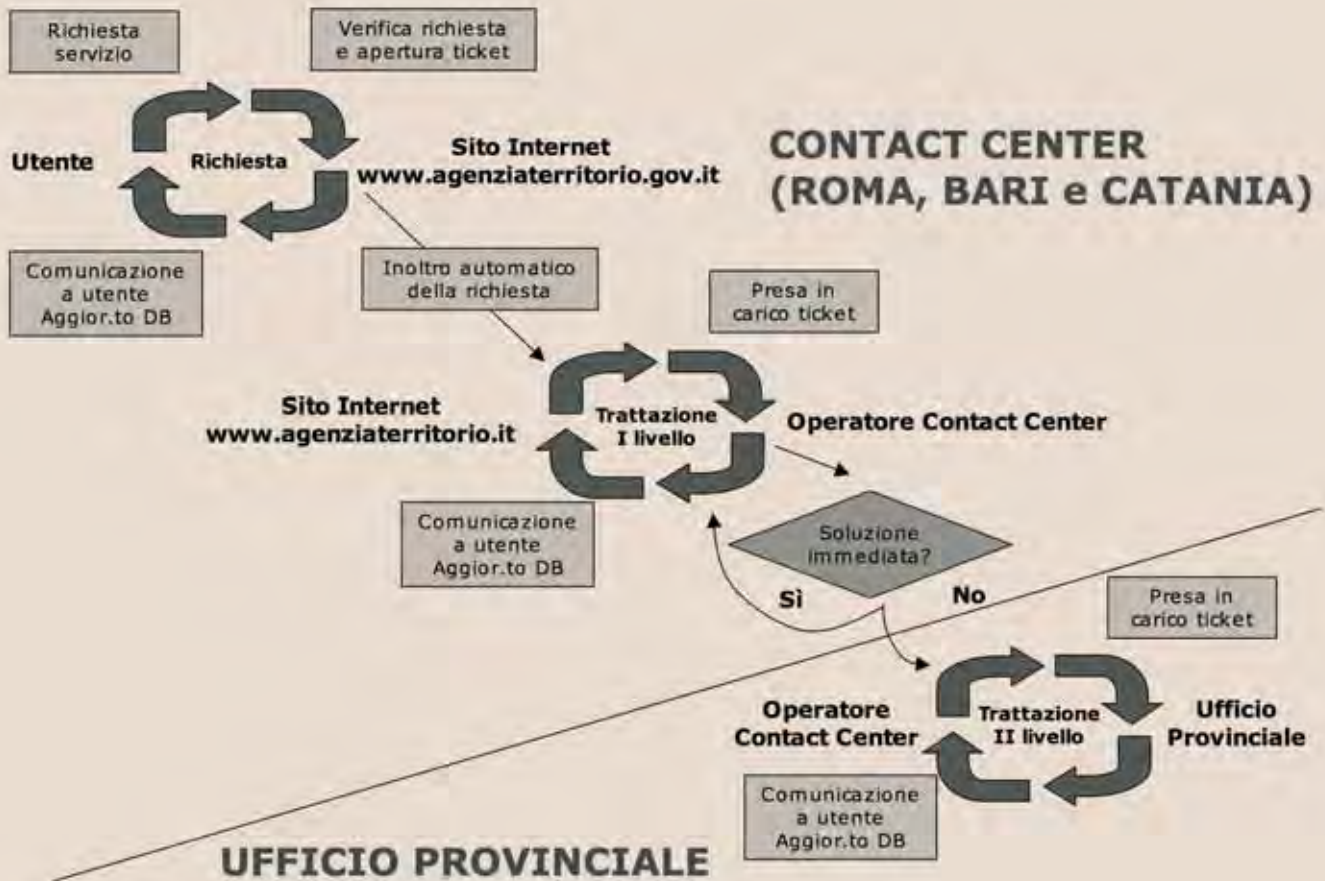 Richiesta
servizio
Verifica richiesta
e apertura ticket
Utente
Richiesta
Sito Internet
www.agenziaterritorio.gov.it
CONTACT CENTER
(ROMA, BARI e CATANIA)
Comunicazione
a utente
Aggior.to DB
Inoltro automatico
della richiesta
Presa in
carico ticket
Sito Internet
www.agenziaterritorio.it
Trattazione
I livello
Operatore Contact Center
Comunicazione
a utente
Aggior.to DB
Soluzione
immediata?
Sì
No
Presa in
carico ticket
Operatore
Contact Center
Trattazione
II livello
Ufficio
Provinciale
Comunicazione
a utente
Aggior.to DB
UFFICIO PROVINCIALE